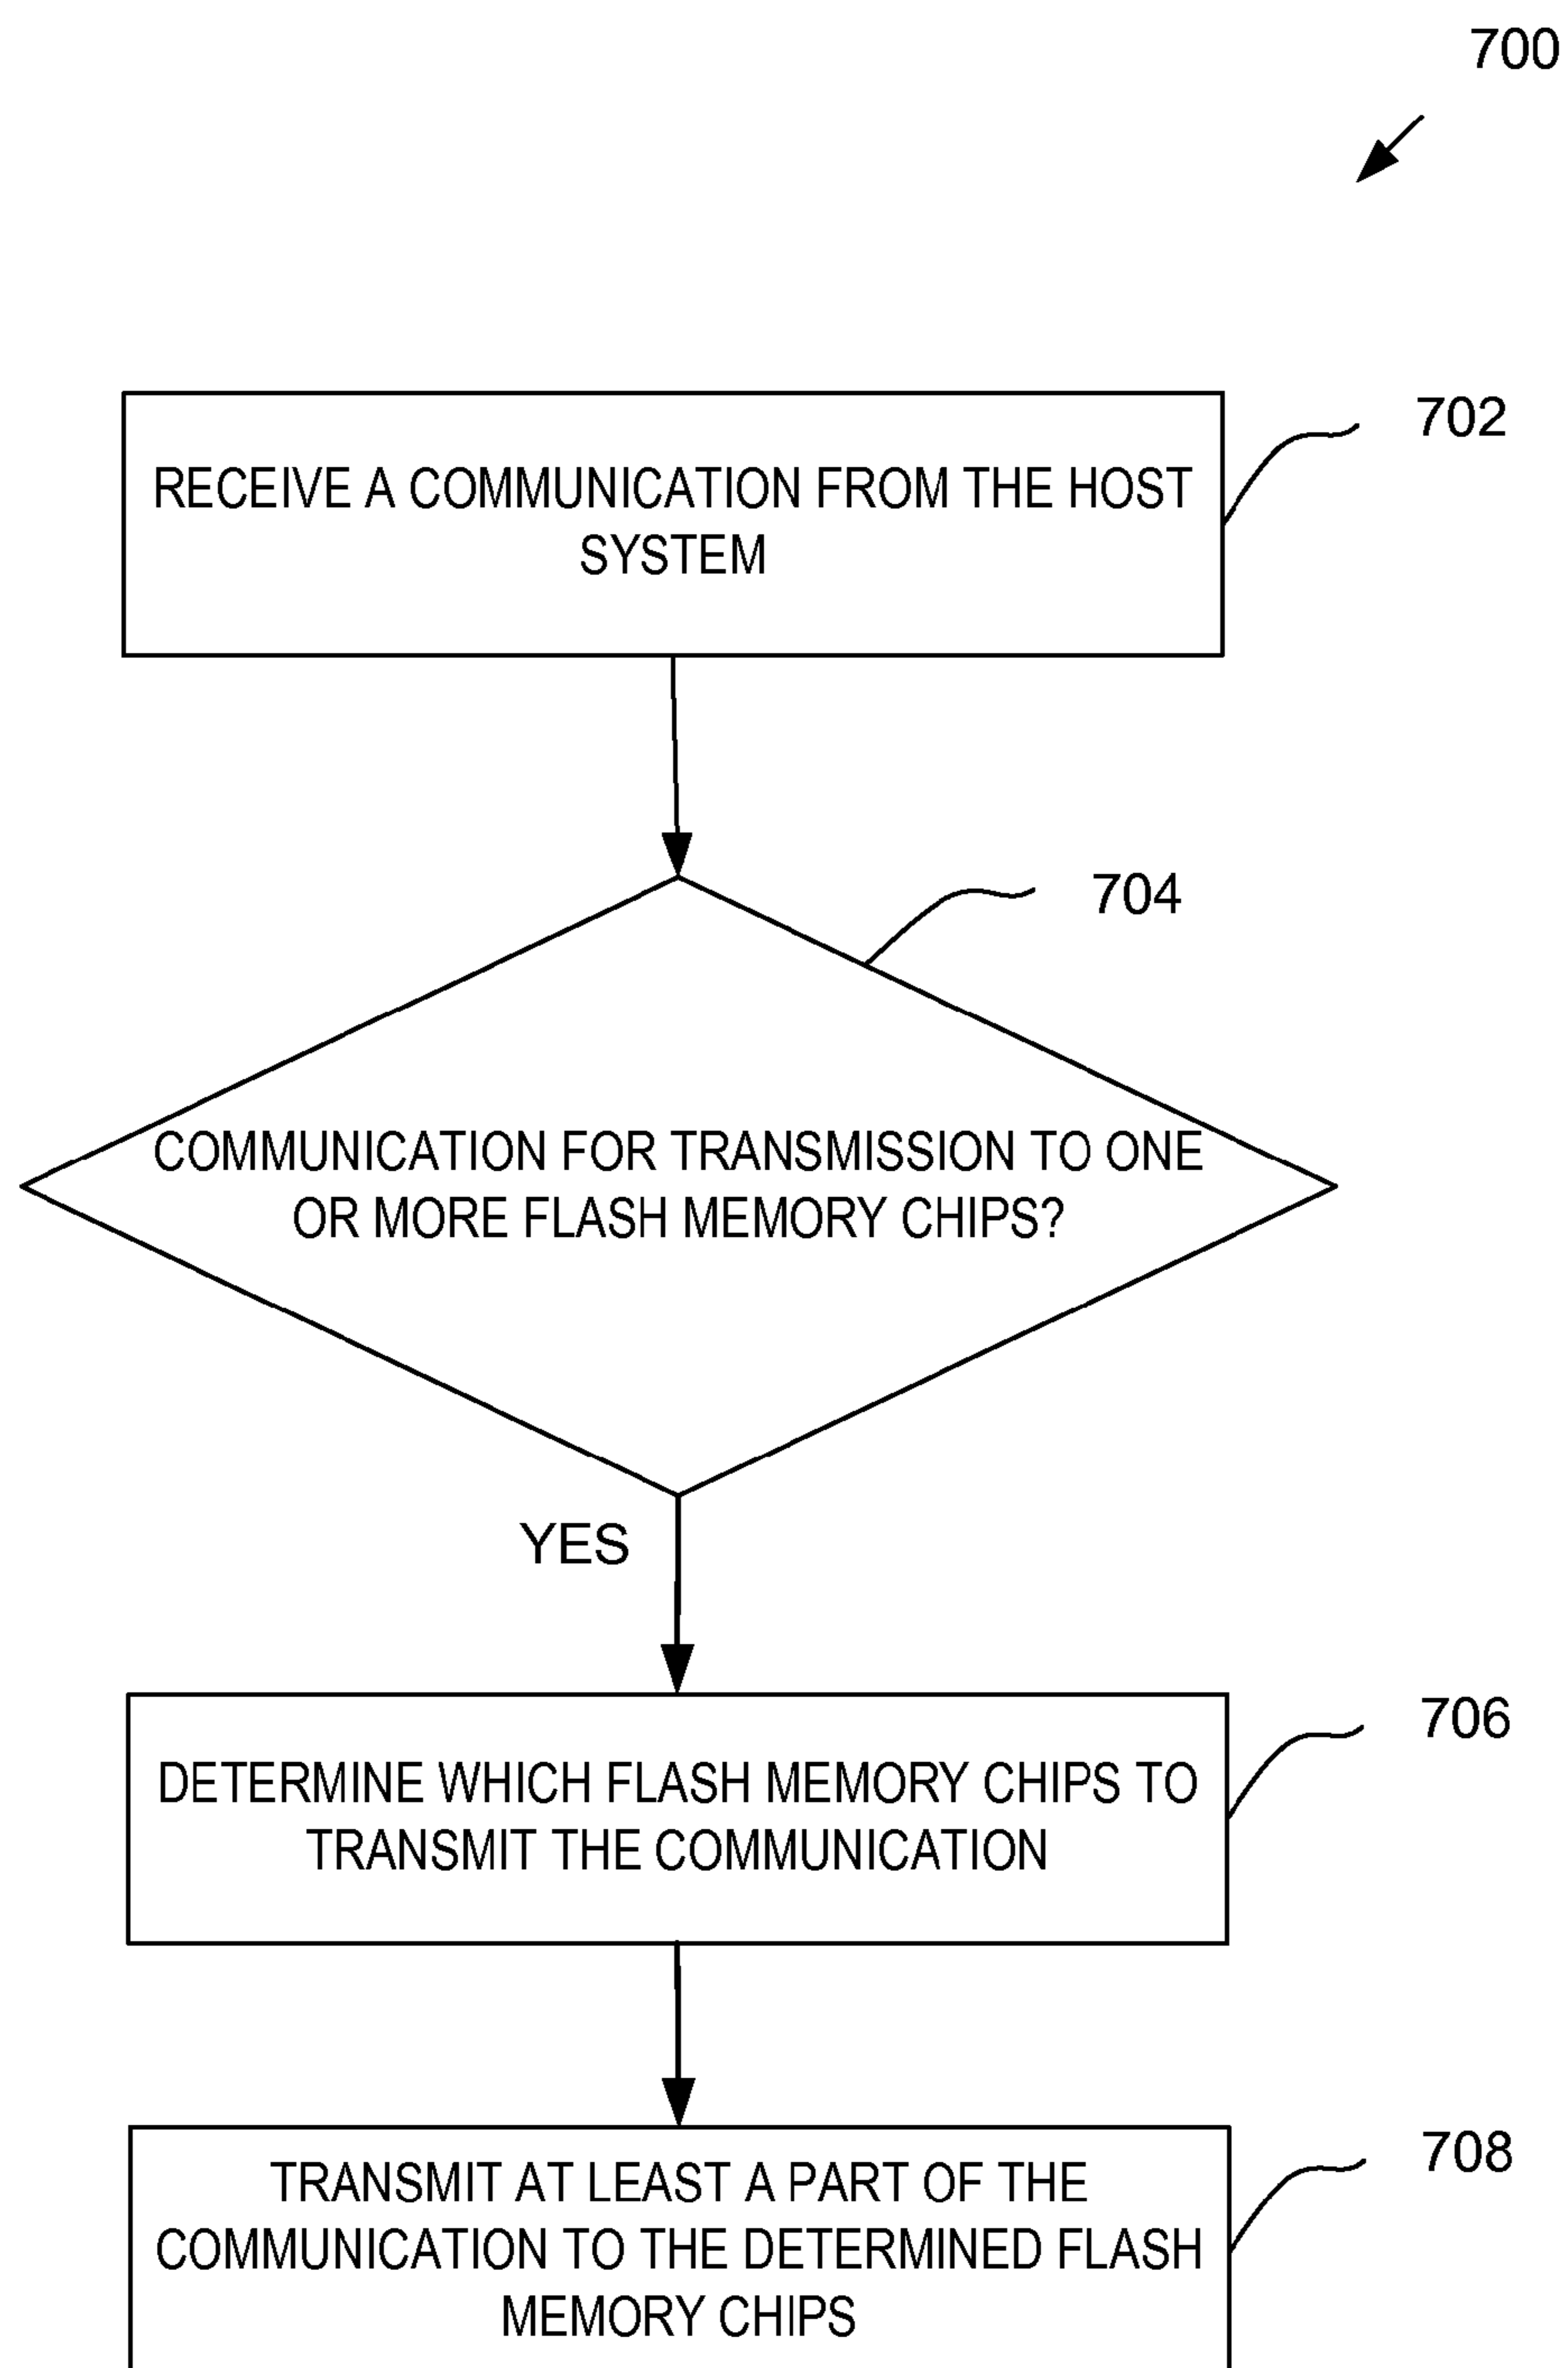 700
RECEIVE A COMMUNICATION FROM THE HOST
SYSTEM
702
704
COMMUNICATION FOR TRANSMISSION TO ONE
OR MORE FLASH MEMORY CHIPS?
YES
706
DETERMINE WHICH FLASH MEMORY CHIPS TO
TRANSMIT THE COMMUNICATION
708
TRANSMIT AT LEAST A PART OF THE
COMMUNICATION TO THE DETERMINED FLASH
MEMORY CHIPS